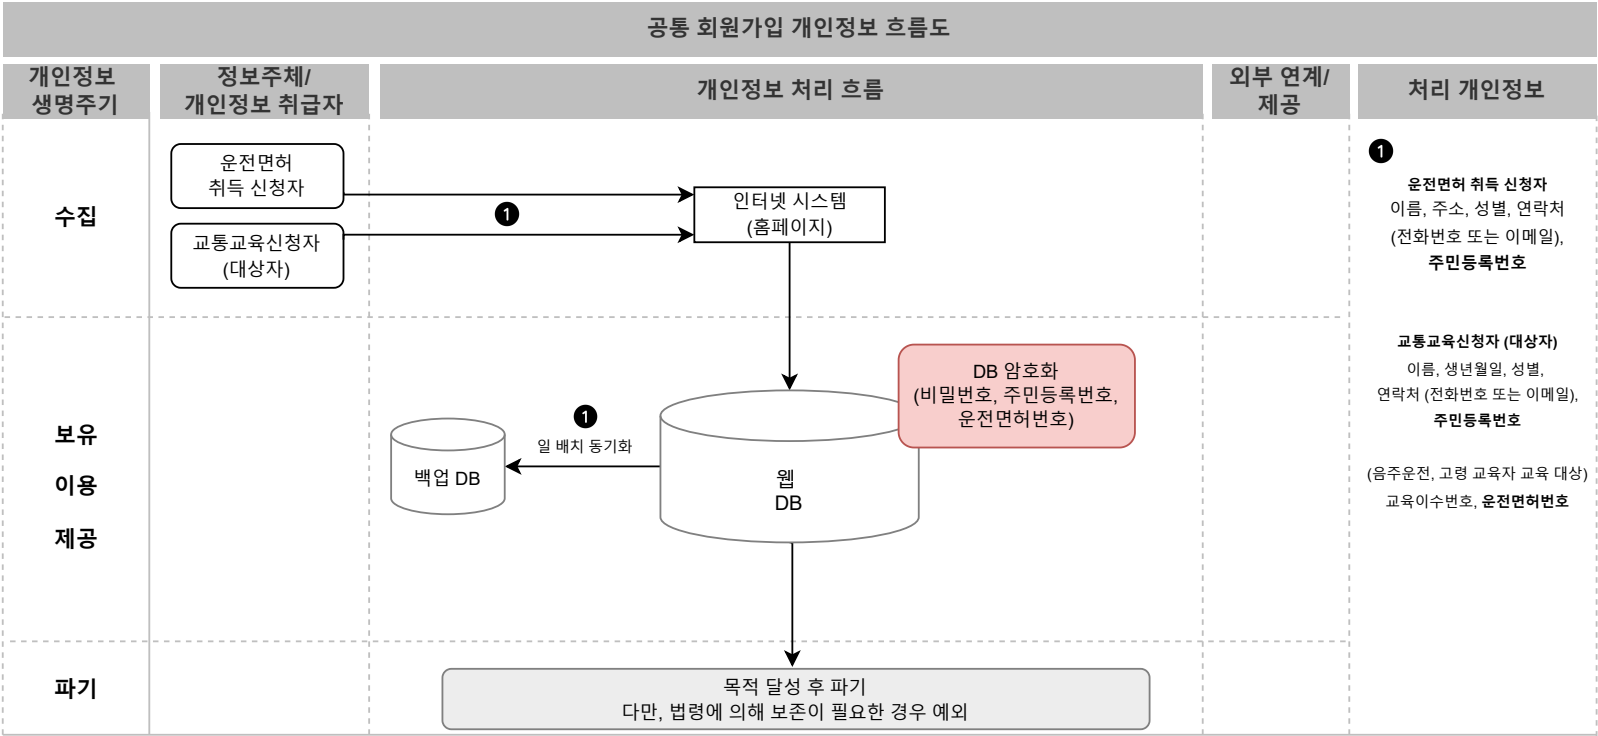 공통 회원가입 개인정보 흐름도
개인정보
생명주기
정보주체/
개인정보 취급자
개인정보 처리 흐름
외부 연계/
제공
처리 개인정보
수집
운전면허
취득 신청자
교통교육신청자
(대상자)
1
인터넷 시스템
(홈페이지)
1
운전면허 취득 신청자
이름, 주소, 성별, 연락처
(전화번호 또는 이메일),
주민등록번호
교통교육신청자 (대상자)
이름, 생년월일, 성별,
연락처 (전화번호 또는 이메일),
주민등록번호
(음주운전, 고령 교육자 교육 대상)
교육이수번호, 운전면허번호
보유
이용
제공
DB 암호화
(비밀번호, 주민등록번호,
운전면허번호)
1
일 배치 동기화
백업 DB
웹
DB
파기
목적 달성 후 파기
다만, 법령에 의해 보존이 필요한 경우 예외